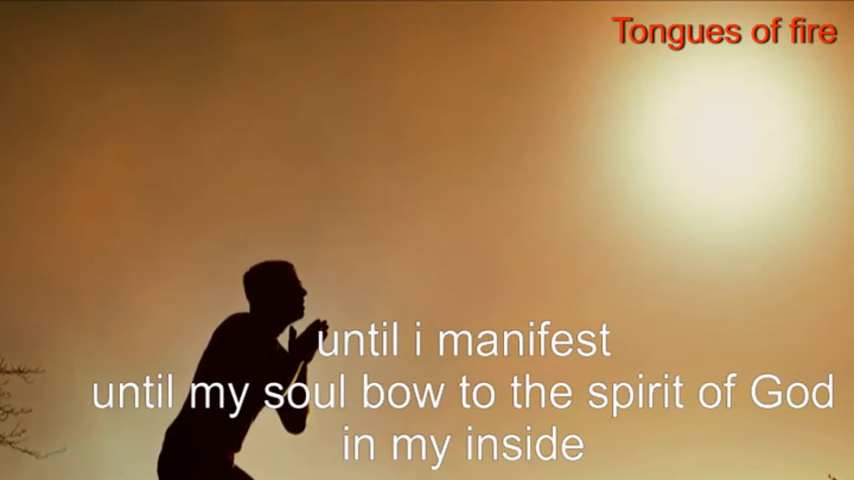 Tongues of fire
until i manifest
until my soul bow to the spirit of God
in my inside